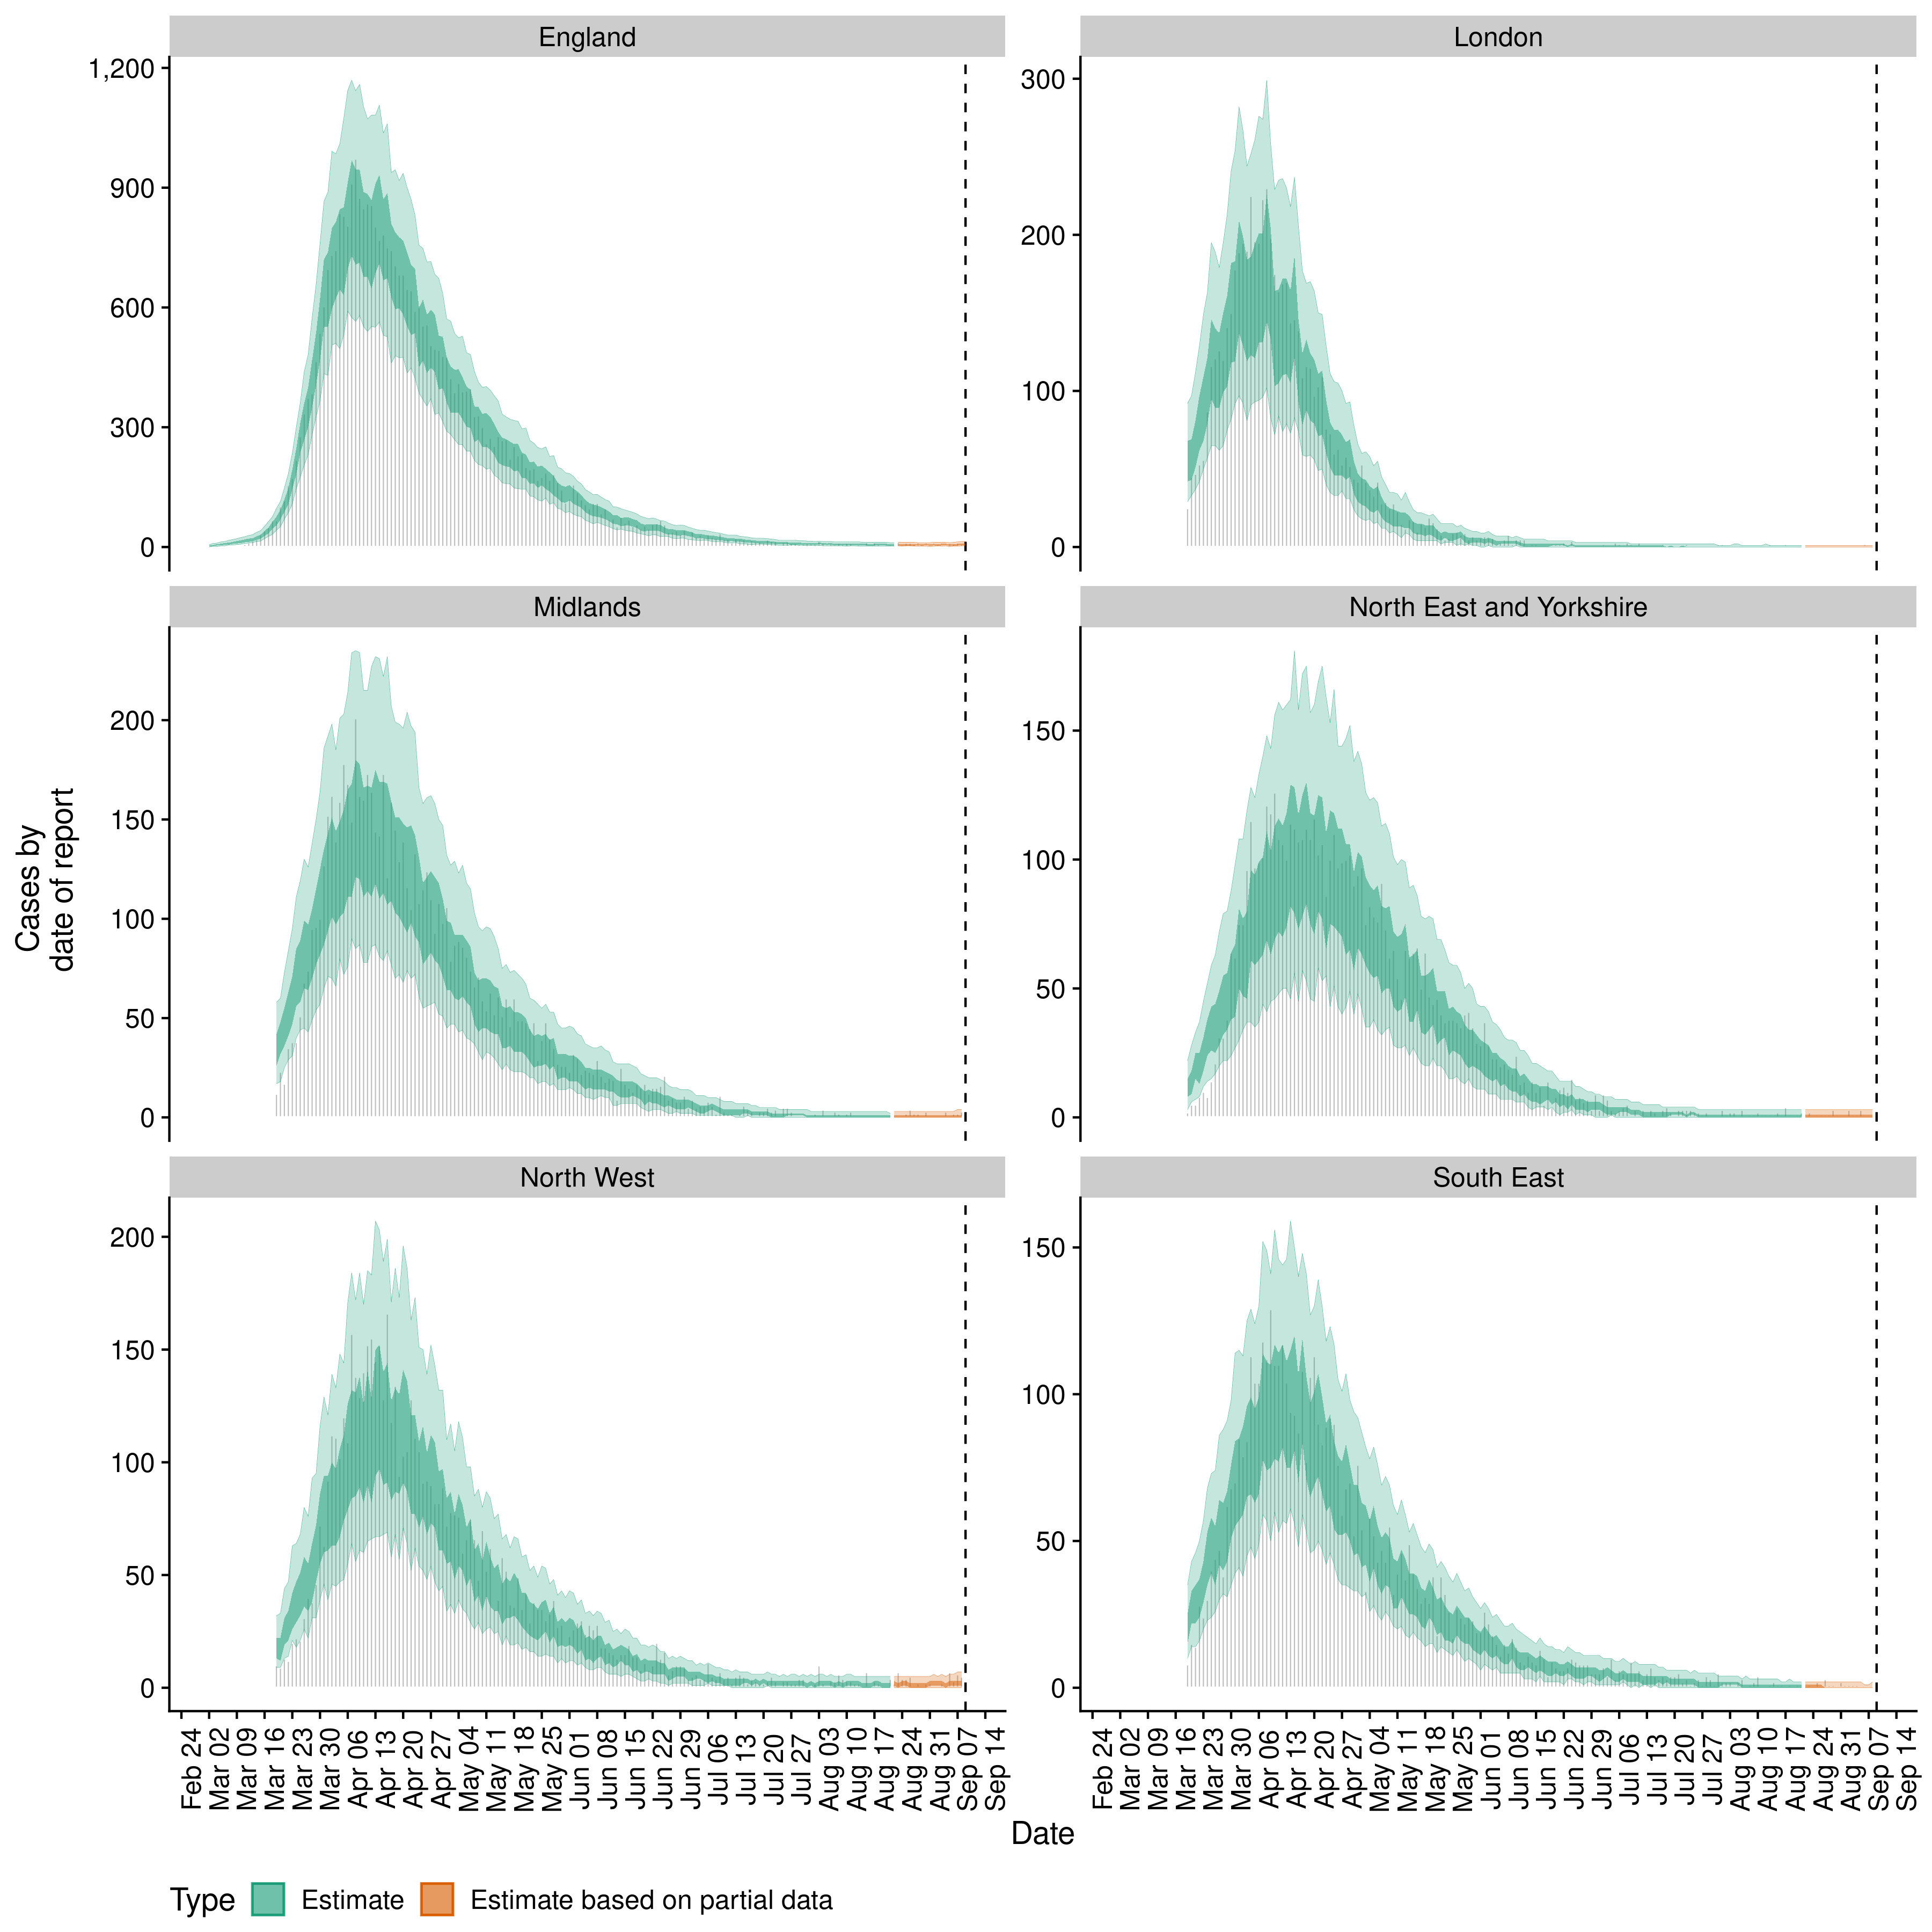 England
London
1,200
900
600
300
0
300
200
100
0
Midlands
North East and Yorkshire
200
150
100
50
0
150
100
50
0
Cases by
date of report
North West
South East
200
150
100
50
0
150
100
50
0
Feb 24
Mar 02
Mar 09
Mar 16
Mar 23
Mar 30
Apr 06
Apr 13
Apr 20
Apr 27
May 04
May 11
May 18
May 25
Jun 01
Jun 08
Jun 15
Jun 22
Jun 29
Jul 06
Jul 13
Jul 20
Jul 27
Aug 03
Aug 10
Aug 17
Aug 24
Aug 31
Sep 07
Sep 14
Feb 24
Mar 02
Mar 09
Mar 16
Mar 23
Mar 30
Apr 06
Apr 13
Apr 20
Apr 27
May 04
May 11
May 18
May 25
Jun 01
Jun 08
Jun 15
Jun 22
Jun 29
Jul 06
Jul 13
Jul 20
Jul 27
Aug 03
Aug 10
Aug 17
Aug 24
Aug 31
Sep 07
Sep 14
Date
Type Estimate Estimate based on partial data